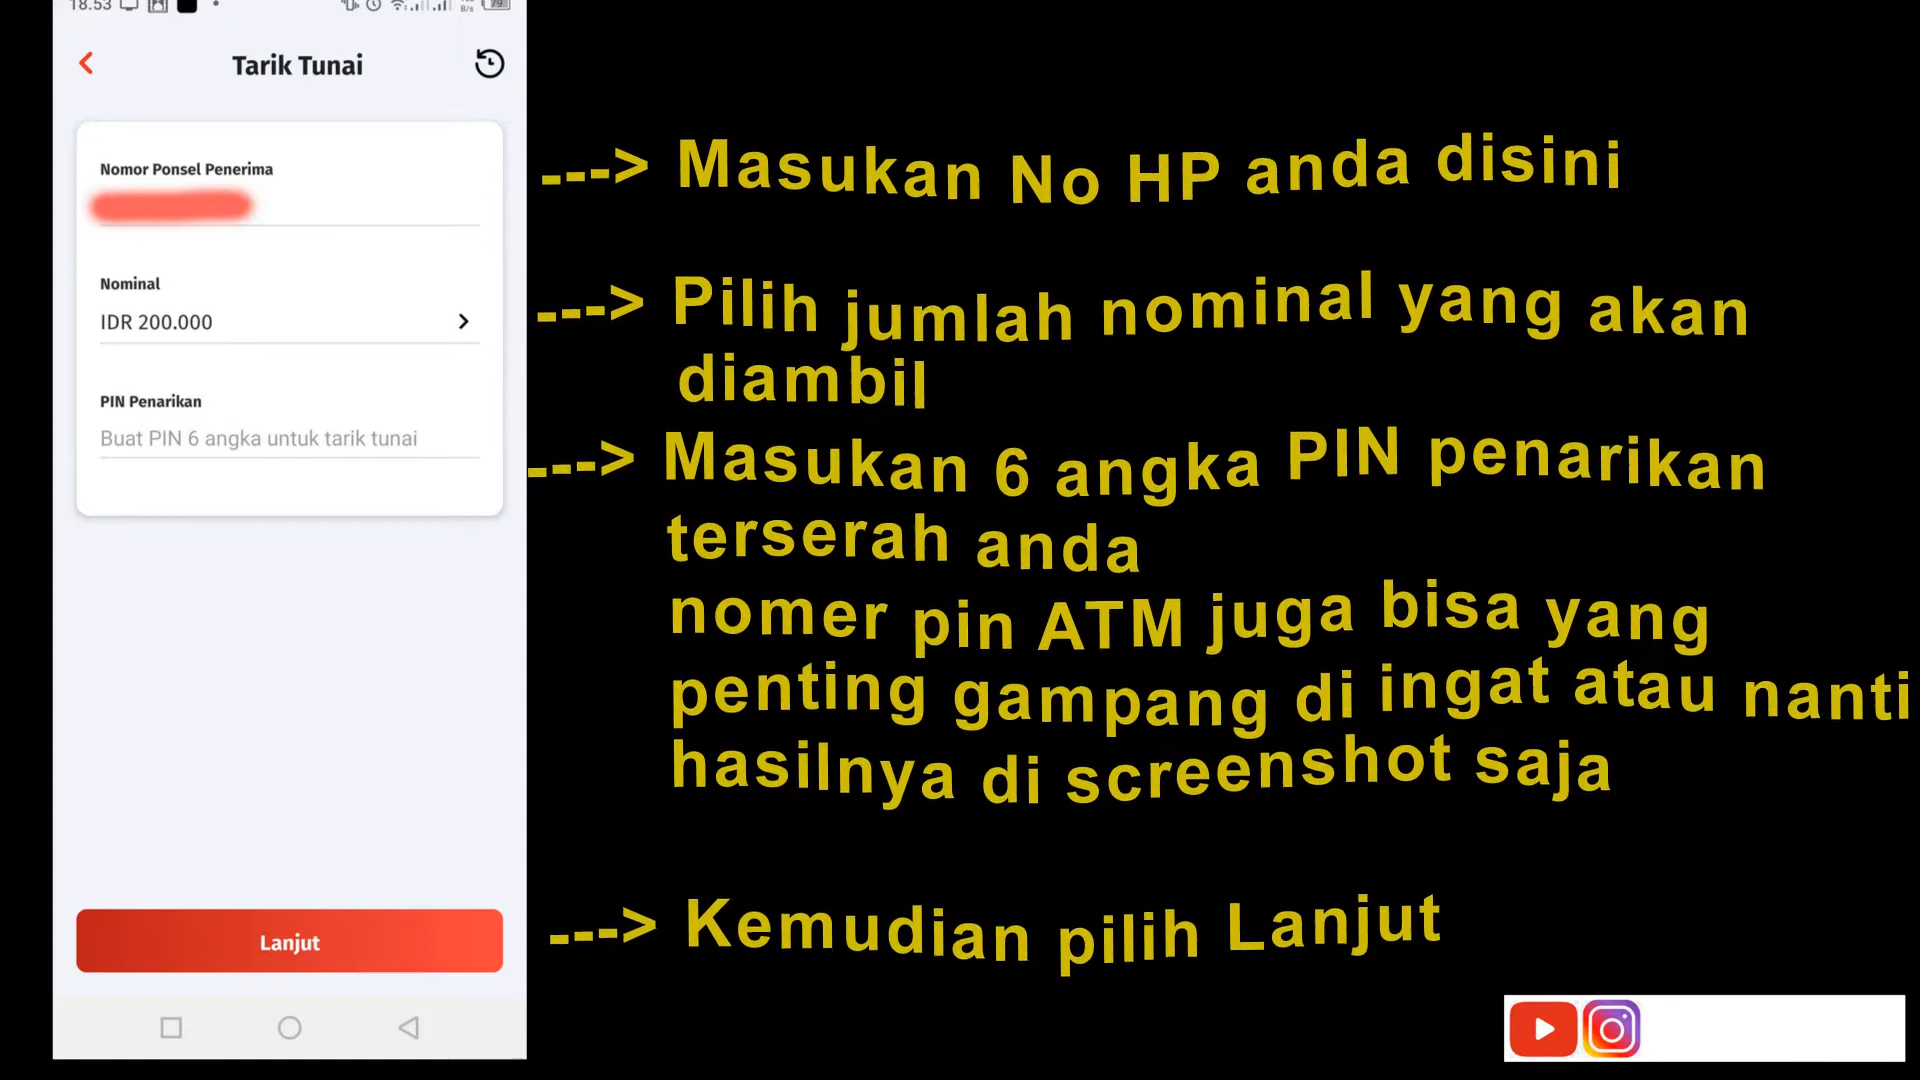 18.53
Tarik Tunai
Nomor Ponsel Penerima
---> Masukan No HP anda disini
Nominal
IDR 200.000
---> Pilih jumlah nominal yang akan
diambil
PIN Penarikan
Buat PIN 6 angka untuk tarik tunai
---> Masukan 6 angka PIN penarikan
terserah anda
nomer pin ATM juga bisa yang
penting gampang di ingat atau nanti
hasilnya di screenshot saja
Lanjut
---> Kemudian pilih Lanjut